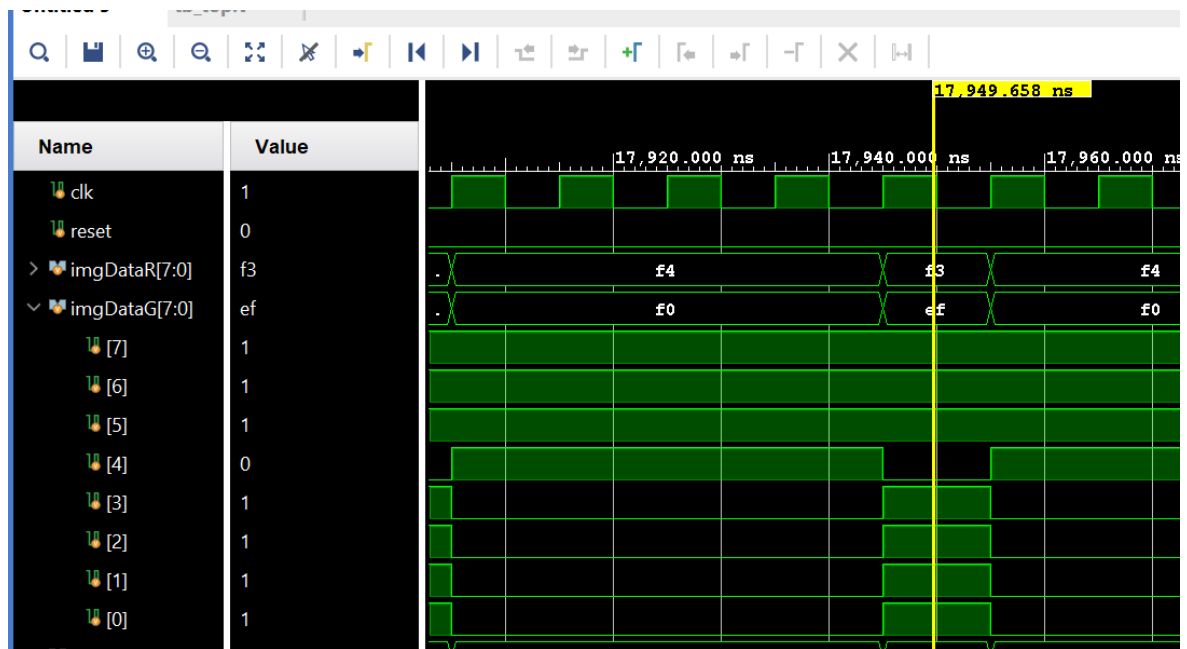 17,949.658 ns
Name Value
17,920.000 ns 17,940.000 ns 17,960.000 ns
clk 1
reset 0
imgDataR[7:0] f3 . f4 f3 f4
imgDataG[7:0] ef . f0 ef f0
[7] 1
[6] 1
[5] 1
[4] 0
[3] 1
[2] 1
[1] 1
[0] 1